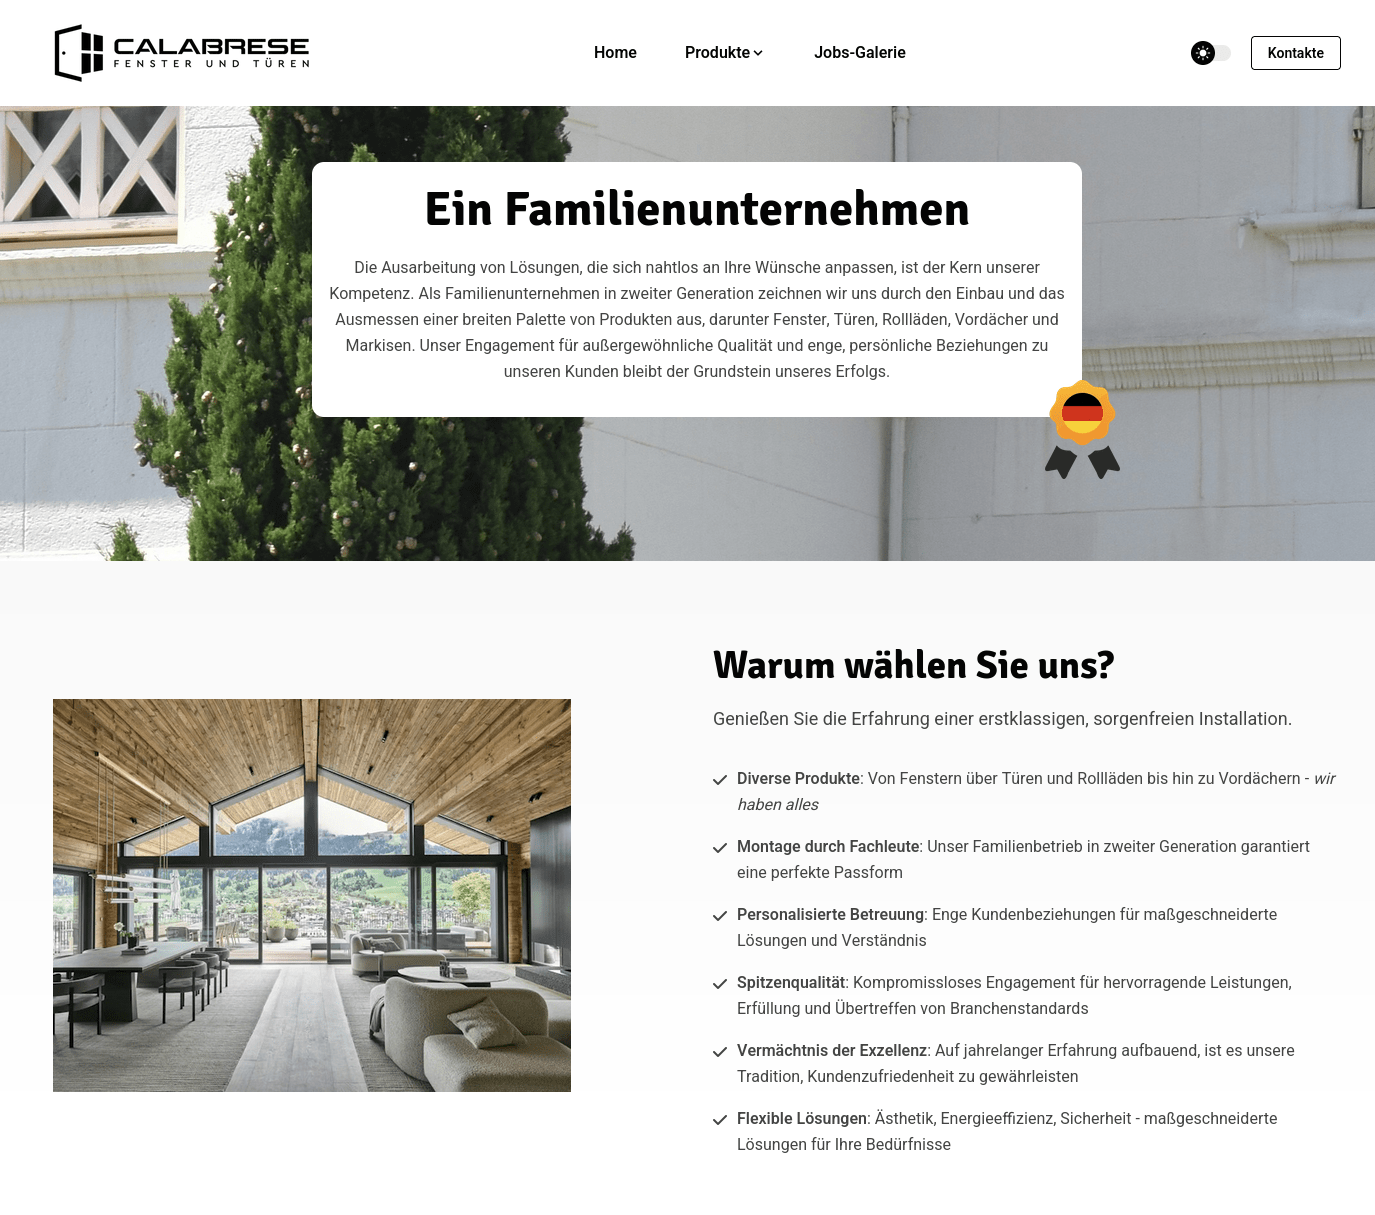 CALABRESE
FENSTER UND TÜREN
Home
Produkte
Jobs-Galerie
Kontakte
Ein Familienunternehmen
Die Ausarbeitung von Lösungen, die sich nahtlos an Ihre Wünsche anpassen, ist der Kern unserer
Kompetenz. Als Familienunternehmen in zweiter Generation zeichnen wir uns durch den Einbau und das
Ausmessen einer breiten Palette von Produkten aus, darunter Fenster, Türen, Rollläden, Vordächer und
Markisen. Unser Engagement für außergewöhnliche Qualität und enge, persönliche Beziehungen zu
unseren Kunden bleibt der Grundstein unseres Erfolgs.
Warum wählen Sie uns?
Genießen Sie die Erfahrung einer erstklassigen, sorgenfreien Installation.
Diverse Produkte: Von Fenstern über Türen und Rollläden bis hin zu Vordächern - wir
haben alles
Montage durch Fachleute: Unser Familienbetrieb in zweiter Generation garantiert
eine perfekte Passform
Personalisierte Betreuung: Enge Kundenbeziehungen für maßgeschneiderte
Lösungen und Verständnis
Spitzenqualität: Kompromissloses Engagement für hervorragende Leistungen,
Erfüllung und Übertreffen von Branchenstandards
Vermächtnis der Exzellenz: Auf jahrelanger Erfahrung aufbauend, ist es unsere
Tradition, Kundenzufriedenheit zu gewährleisten
Flexible Lösungen: Ästhetik, Energieeffizienz, Sicherheit - maßgeschneiderte
Lösungen für Ihre Bedürfnisse